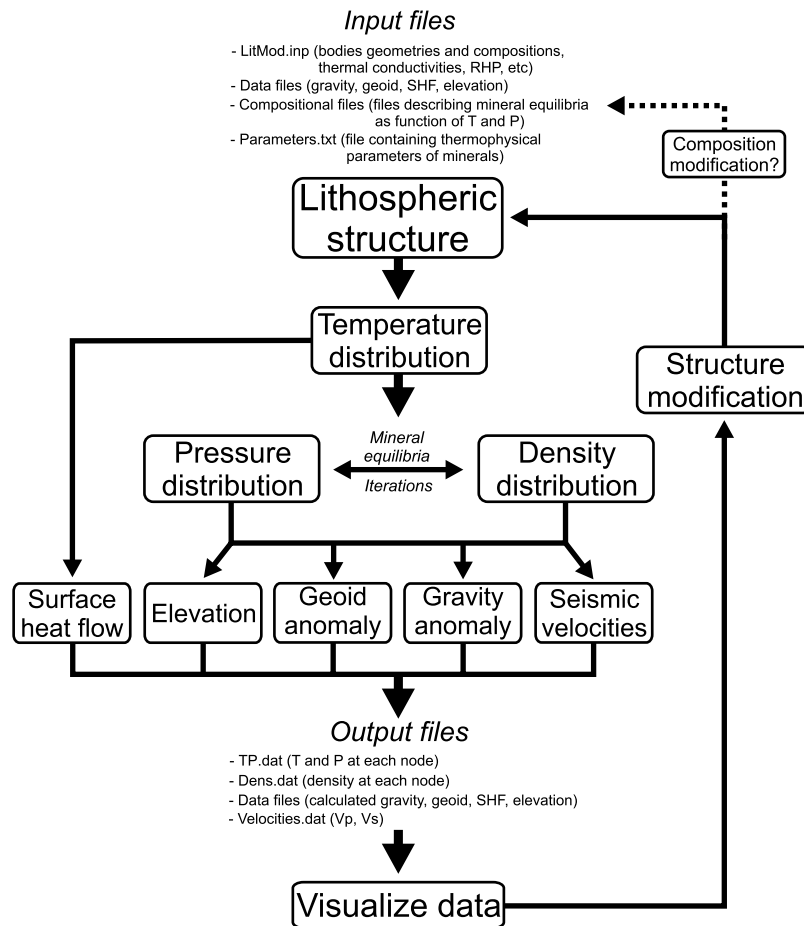 Input files
- LitMod.inp (bodies geometries and compositions,
thermal conductivities, RHP, etc)
- Data files (gravity, geoid, SHF, elevation)
- Compositional files (files describing mineral equilibria
as function of T and P)
- Parameters.txt (file containing thermophysical
parameters of minerals)
Composition
modification?
Lithospheric
structure
Temperature
distribution
Structure
modification
Pressure
distribution
Mineral
equilibria
Iterations
Density
distribution
Surface
heat flow
Elevation
Geoid
anomaly
Gravity
anomaly
Seismic
velocities
Output files
- TP.dat (T and P at each node)
- Dens.dat (density at each node)
- Data files (calculated gravity, geoid, SHF, elevation)
- Velocities.dat (Vp, Vs)
Visualize data